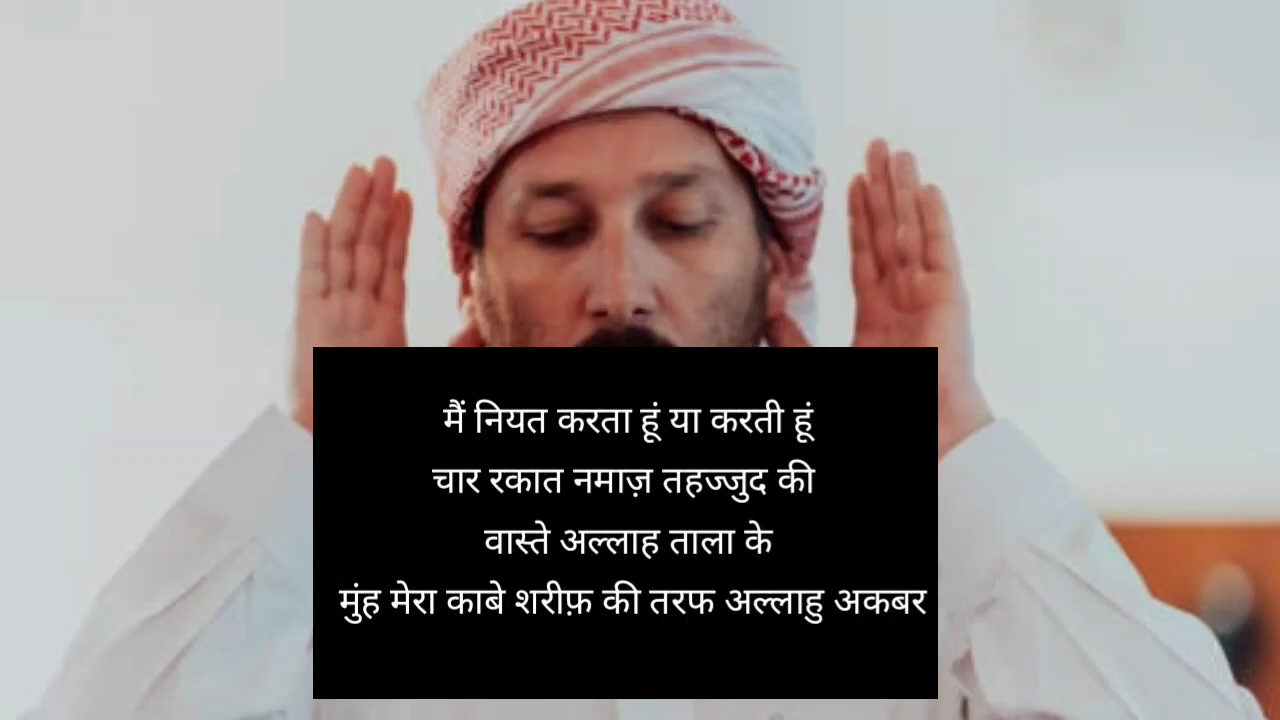 मैं नियत करता हूं या करती हूं
चार रकात नमाज़ तहज्जुद की
वास्ते अल्लाह ताला के
मुंह मेरा काबे शरीफ़ की तरफ अल्लाहु अकबर